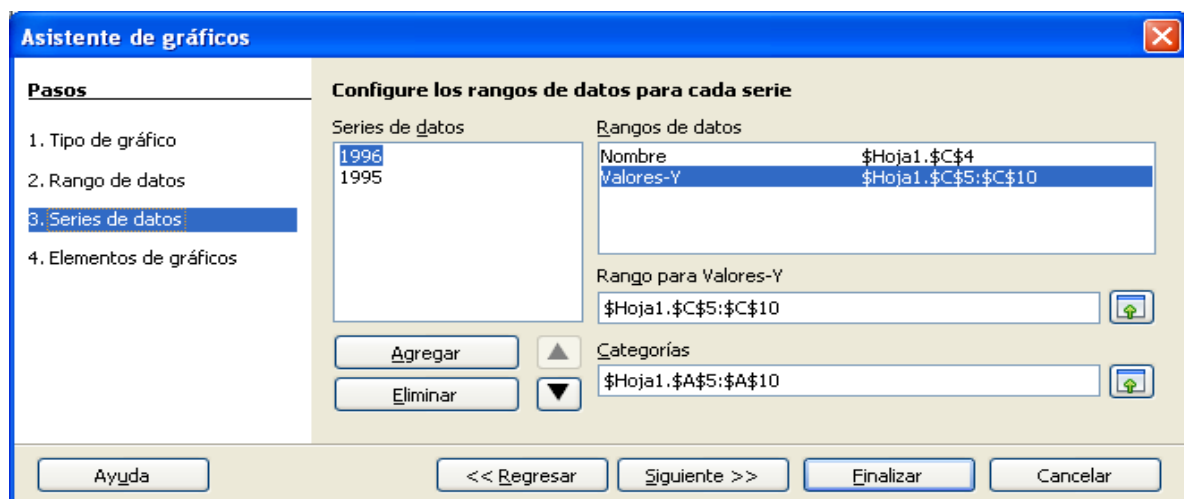 Asistente de gráficos
Pasos
1. Tipo de gráfico
2. Rango de datos
3. Series de datos
4. Elementos de gráficos
Configure los rangos de datos para cada serie
Series de datos
1996
1995
Agregar
Eliminar
Rangos de datos
Nombre $Hoja1.$C$4
Valores-Y $Hoja1.$C$5:$C$10
Rango para Valores-Y
$Hoja1.$C$5:$C$10
Categorías
$Hoja1.$A$5:$A$10
Ayuda << Regresar Siguiente >> Finalizar Cancelar